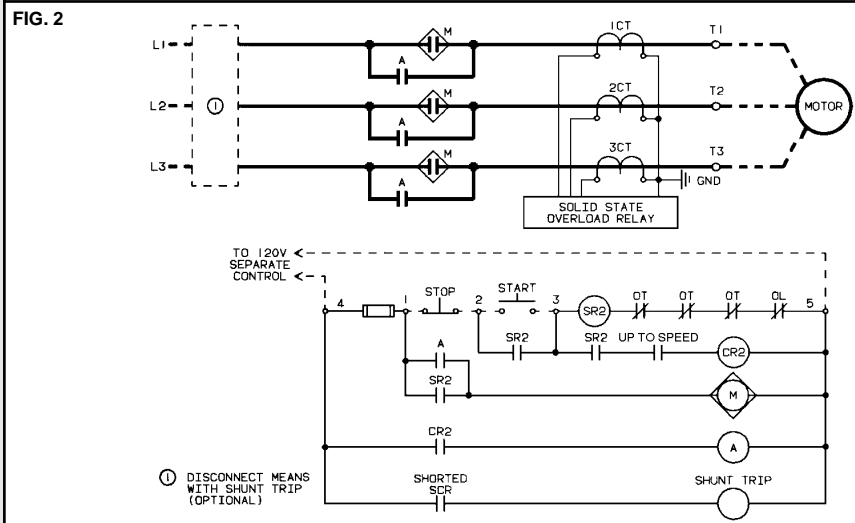 FIG. 2
1CT
T1
L1
M
A
2CT
T2
L2
1
M
A
MOTOR
3CT
T3
L3
M
A
GND
SOLID STATE
OVERLOAD RELAY
TO 120V
SEPARATE
CONTROL
4
1
STOP
2
START
3
SR2
OT
OT
OT
OL
5
SR2
SR2
UP TO SPEED
CR2
A
SR2
M
CR2
A
1 DISCONNECT MEANS
WITH SHUNT TRIP
(OPTIONAL)
SHORTED
SCR
SHUNT TRIP